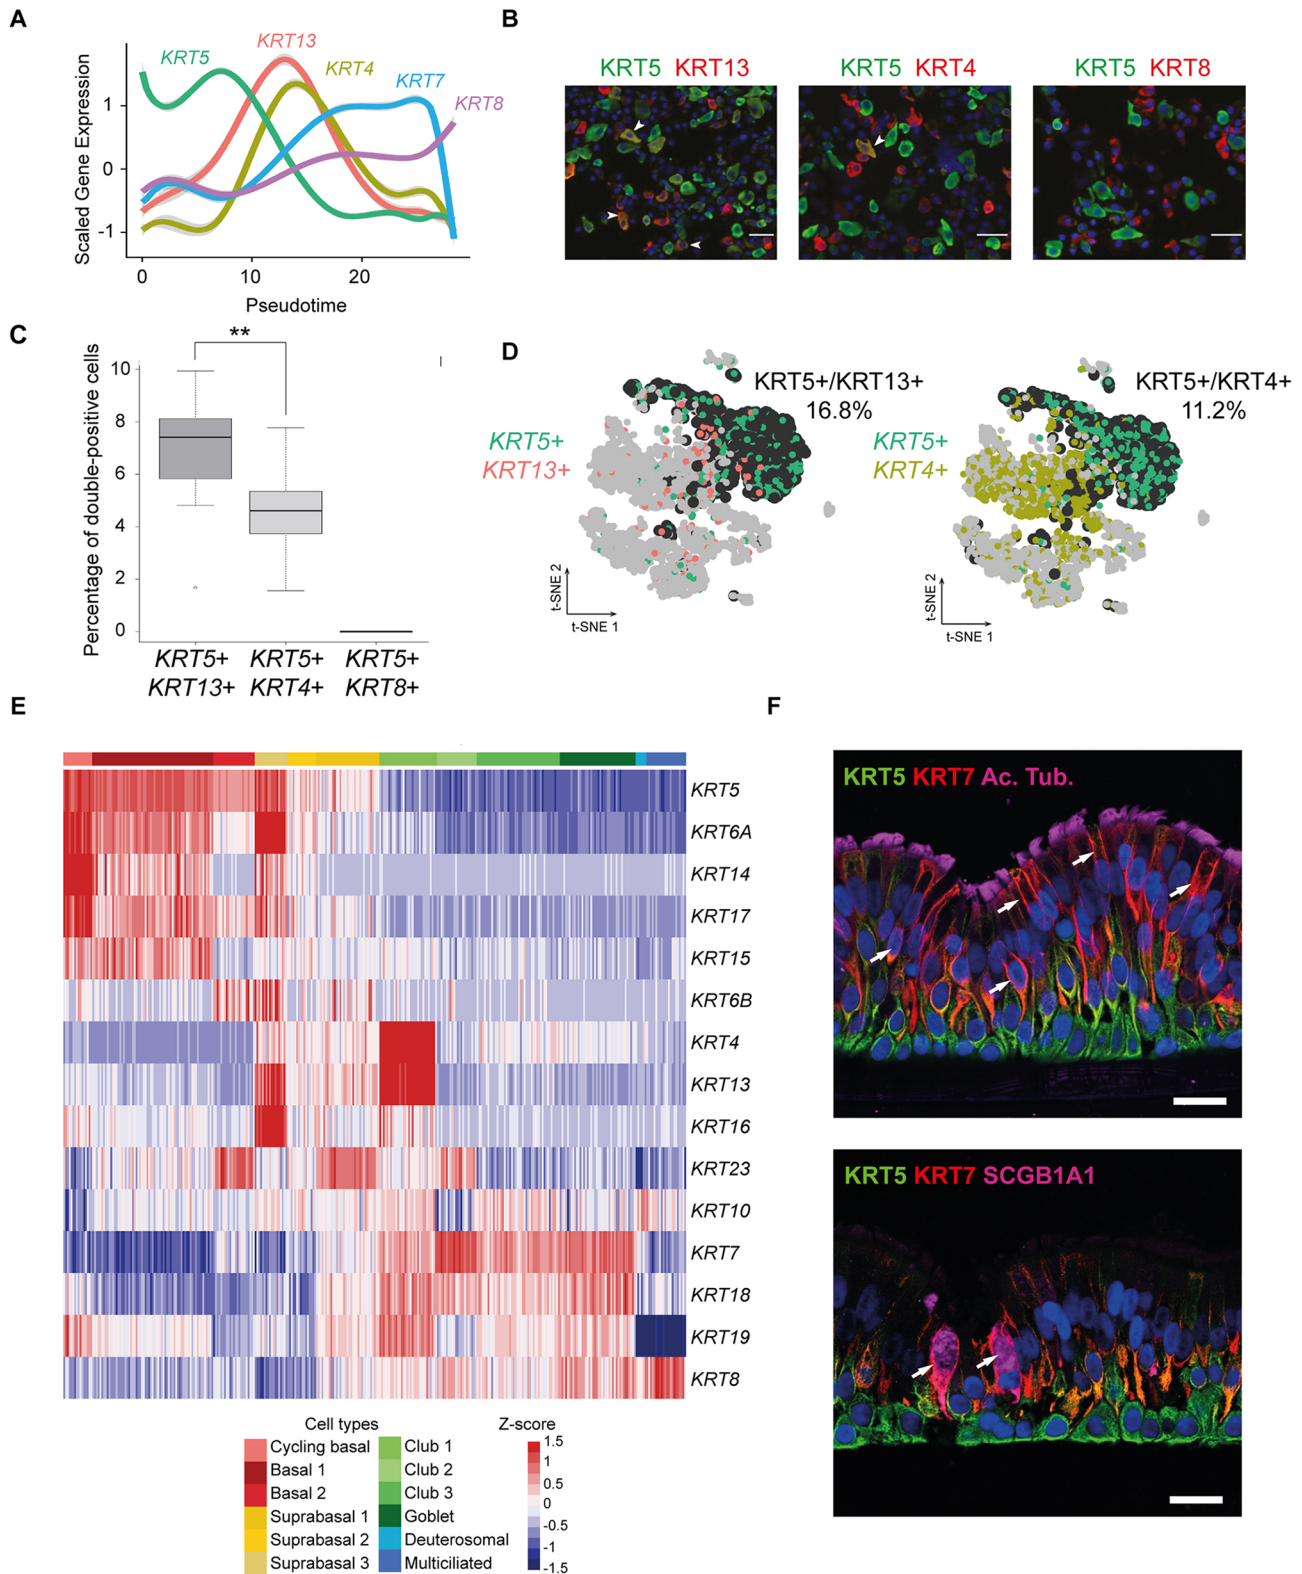 A
KRT5
KRT13
KRT4
KRT7
KRT8
Scaled Gene Expression
1
0
-1
0
10
20
Pseudotime
B
KRT5 KRT13
KRT5 KRT4
KRT5 KRT8
C
**
Percentage of double-positive cells
10
8
6
4
2
0
KRT5+
KRT13+
KRT5+
KRT4+
KRT5+
KRT8+
D
KRT5+/KRT13+
16.8%
KRT5+
KRT13+
t-SNE 2
t-SNE 1
KRT5+/KRT4+
11.2%
KRT5+
KRT4+
t-SNE 2
t-SNE 1
E
KRT5
KRT6A
KRT14
KRT17
KRT15
KRT6B
KRT4
KRT13
KRT16
KRT23
KRT10
KRT7
KRT18
KRT19
KRT8
Cell types
Cycling basal
Basal 1
Basal 2
Suprabasal 1
Suprabasal 2
Suprabasal 3
Club 1
Club 2
Club 3
Goblet
Deuterosomal
Multiciliated
Z-score
1.5
1
0.5
0
-0.5
-1
-1.5
F
KRT5 KRT7 Ac. Tub.
KRT5 KRT7 SCGB1A1